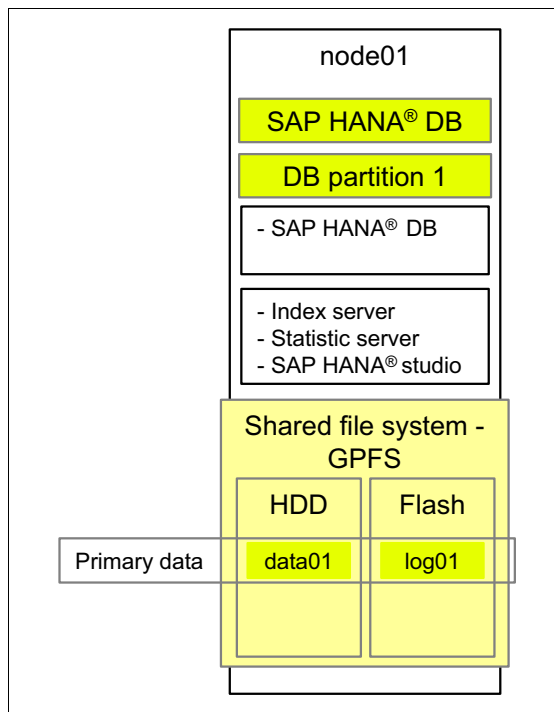 node01
SAP HANA® DB
DB partition 1
- SAP HANA® DB
- Index server
- Statistic server
- SAP HANA® studio
Shared file system -
GPFS
HDD Flash
Primary data data01 log01